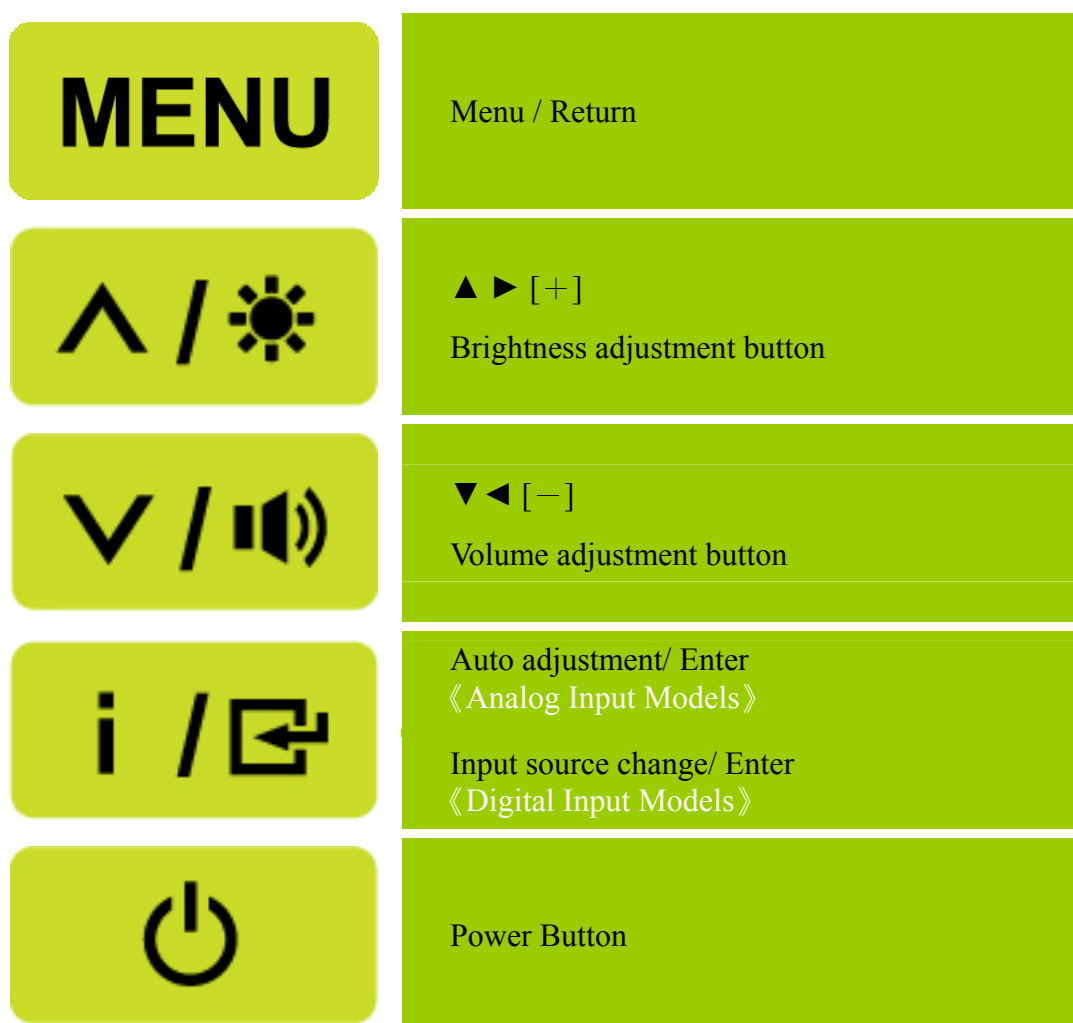 MENU
Menu / Return
∧ /
▲ ► [＋]
Brightness adjustment button
∨ /
▼◄ [－]
Volume adjustment button
i /
Auto adjustment/ Enter
《Analog Input Models》
Input source change/ Enter
《Digital Input Models》
Power Button